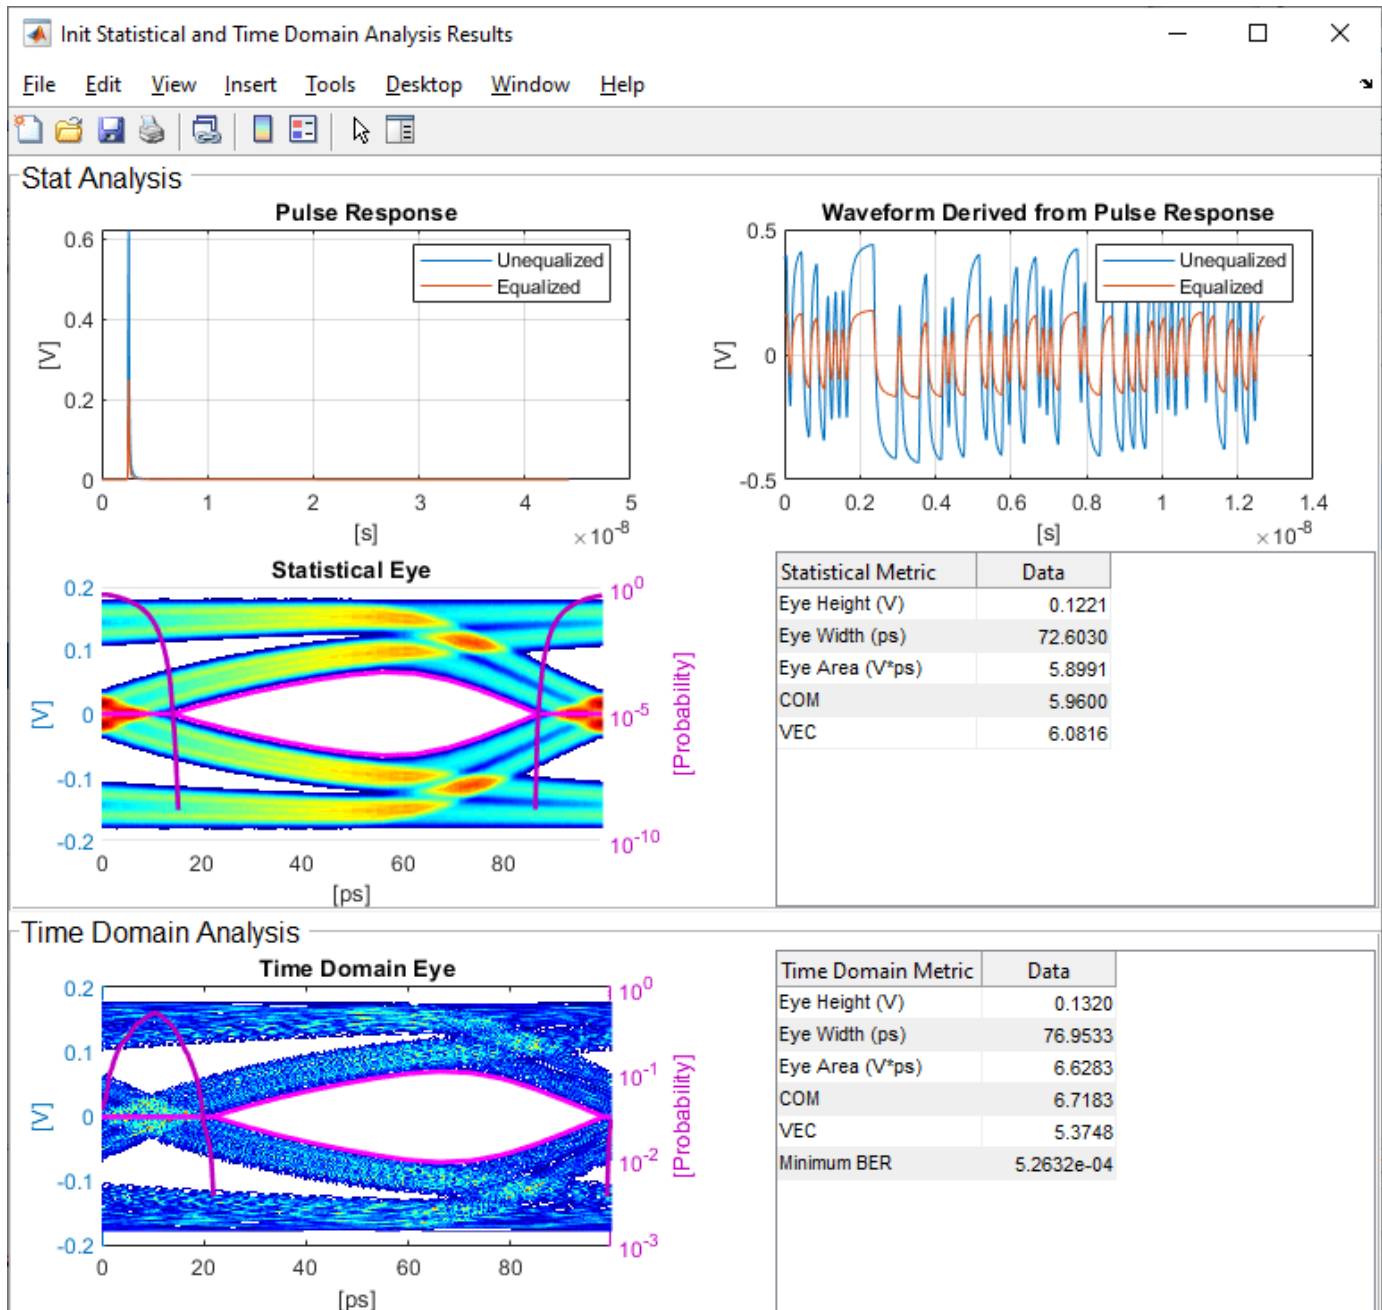 Init Statistical and Time Domain Analysis Results
File Edit View Insert Tools Desktop Window Help
Stat Analysis
Pulse Response
0.6
0.4
0.2
0
[V]
Unequalized
Equalized
0 1 2 3 4 5
[s]
×10-8
Waveform Derived from Pulse Response
0.5
0
-0.5
[V]
Unequalized
Equalized
0 0.2 0.4 0.6 0.8 1 1.2 1.4
[s]
×10-8
Statistical Eye
0.2
0.1
0
-0.1
-0.2
[V]
100
10-5
10-10
[Probability]
0 20 40 60 80
[ps]
Statistical Metric Data
Eye Height (V) 0.1221
Eye Width (ps) 72.6030
Eye Area (V*ps) 5.8991
COM 5.9600
VEC 6.0816
Time Domain Analysis
Time Domain Eye
0.2
0.1
0
-0.1
-0.2
[V]
100
10-1
10-2
10-3
[Probability]
0 20 40 60 80
[ps]
Time Domain Metric Data
Eye Height (V) 0.1320
Eye Width (ps) 76.9533
Eye Area (V*ps) 6.6283
COM 6.7183
VEC 5.3748
Minimum BER 5.2632e-04